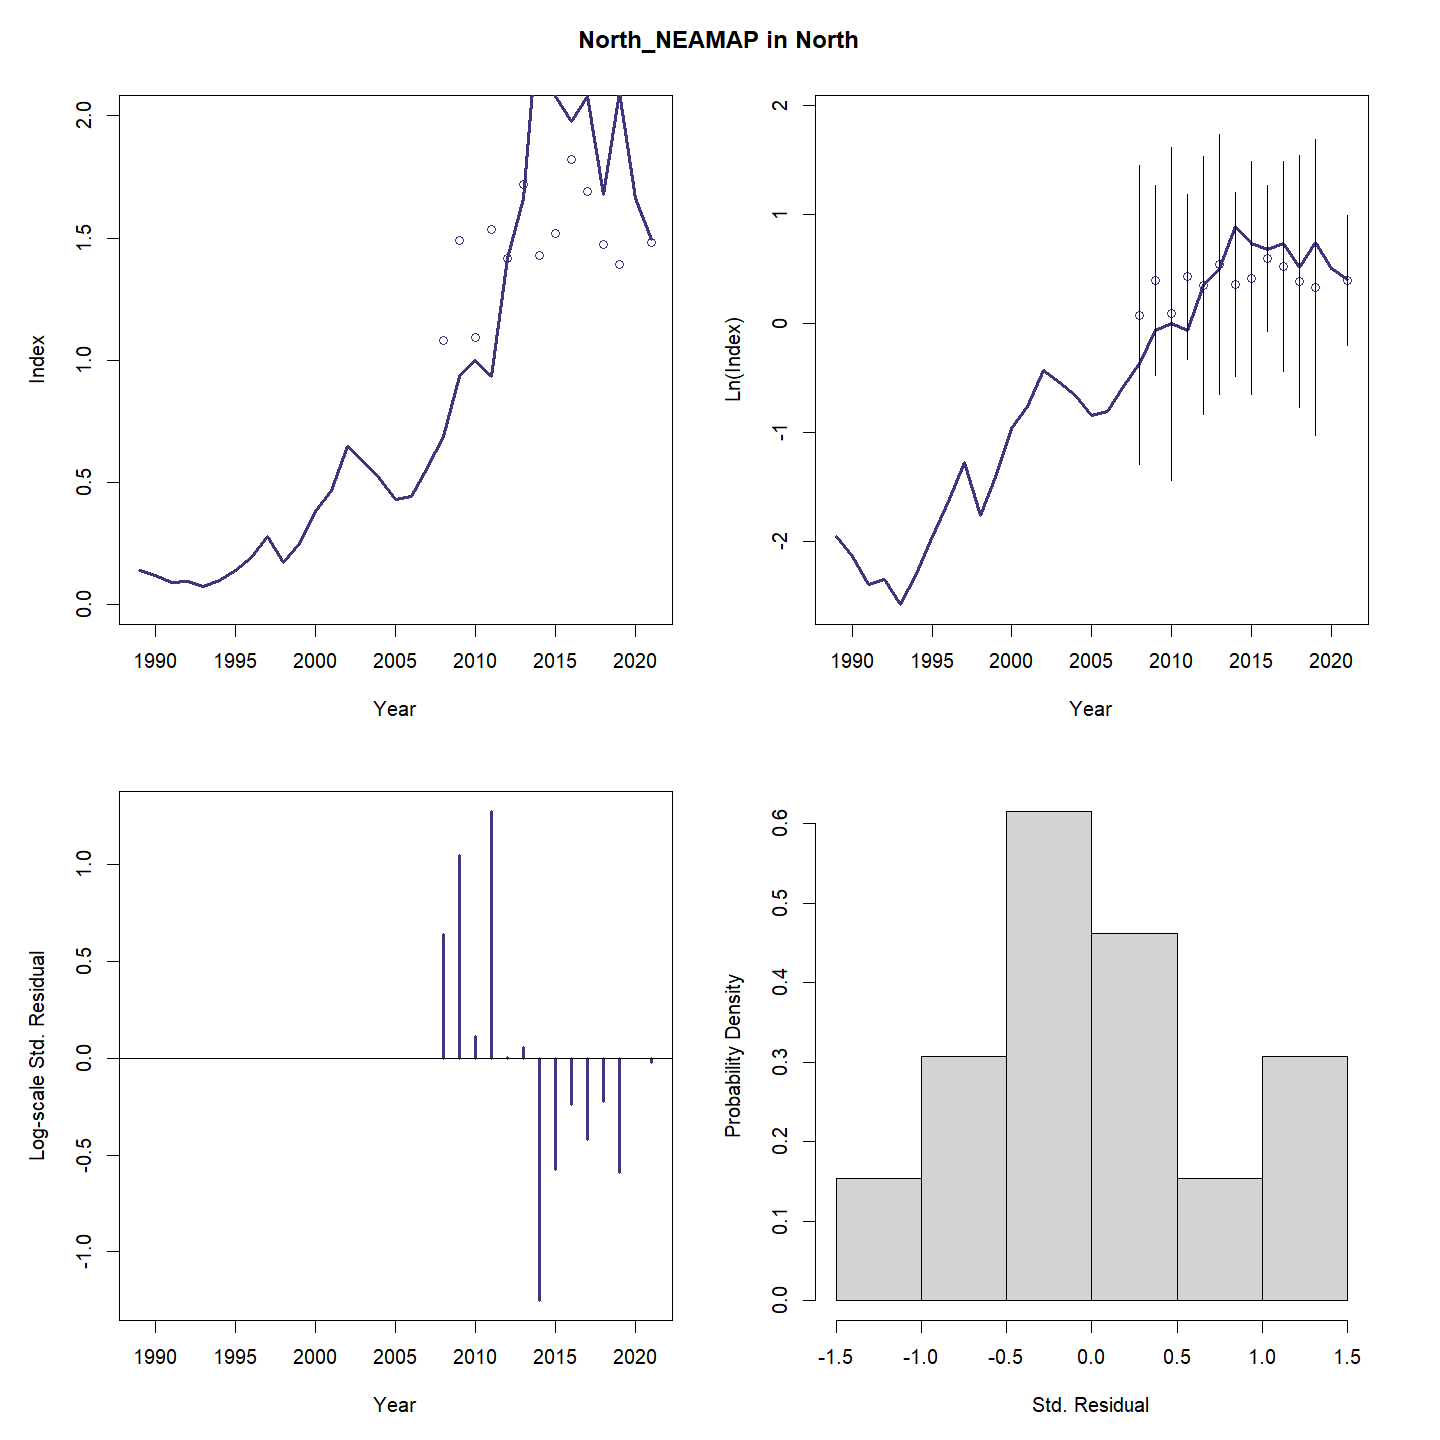 North_NEAMAP in North
Index
0.0 0.5 1.0 1.5 2.0
1990 1995 2000 2005 2010 2015 2020
Year
Ln(Index)
-2 -1 0 1 2
1990 1995 2000 2005 2010 2015 2020
Year
Log-scale Std. Residual
-1.0 -0.5 0.0 0.5 1.0
1990 1995 2000 2005 2010 2015 2020
Year
Probability Density
0.0 0.1 0.2 0.3 0.4 0.5 0.6
-1.5 -1.0 -0.5 0.0 0.5 1.0 1.5
Std. Residual